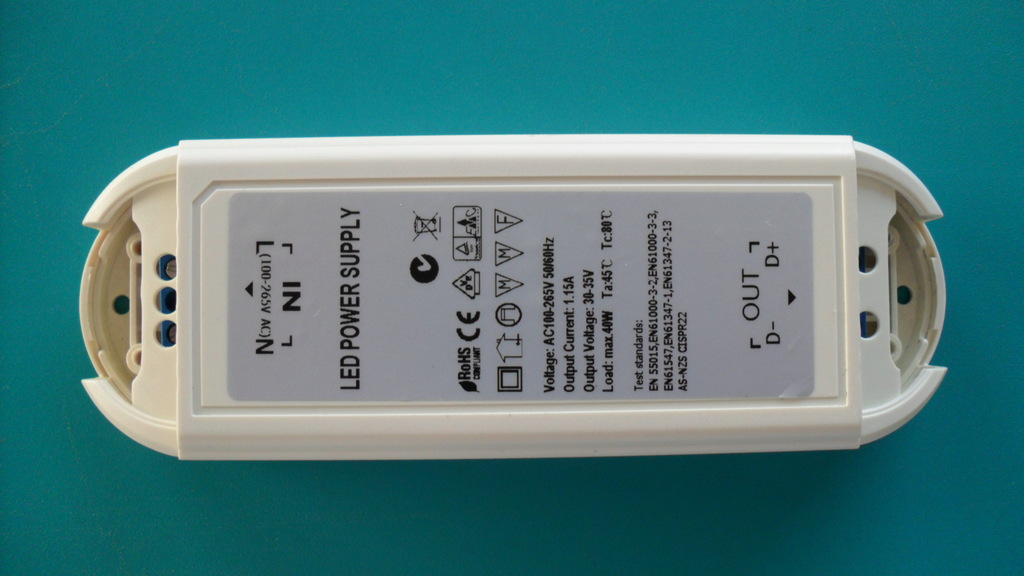 N(100-265V AC)L
IN
LED POWER SUPPLY
RoHS
COMPLIANT
CE
M M F
Voltage: AC100-265V 50/60Hz
Output Current: 1.15A
Output Voltage: 30-35V
Load: max.40W Ta:45℃ Tc:80℃
Test standards:
EN 55015,EN61000-3-2,EN61000-3-3,
EN61547,EN61347-1,EN61347-2-13
AS-NZS CISPR22
OUT
D- D+